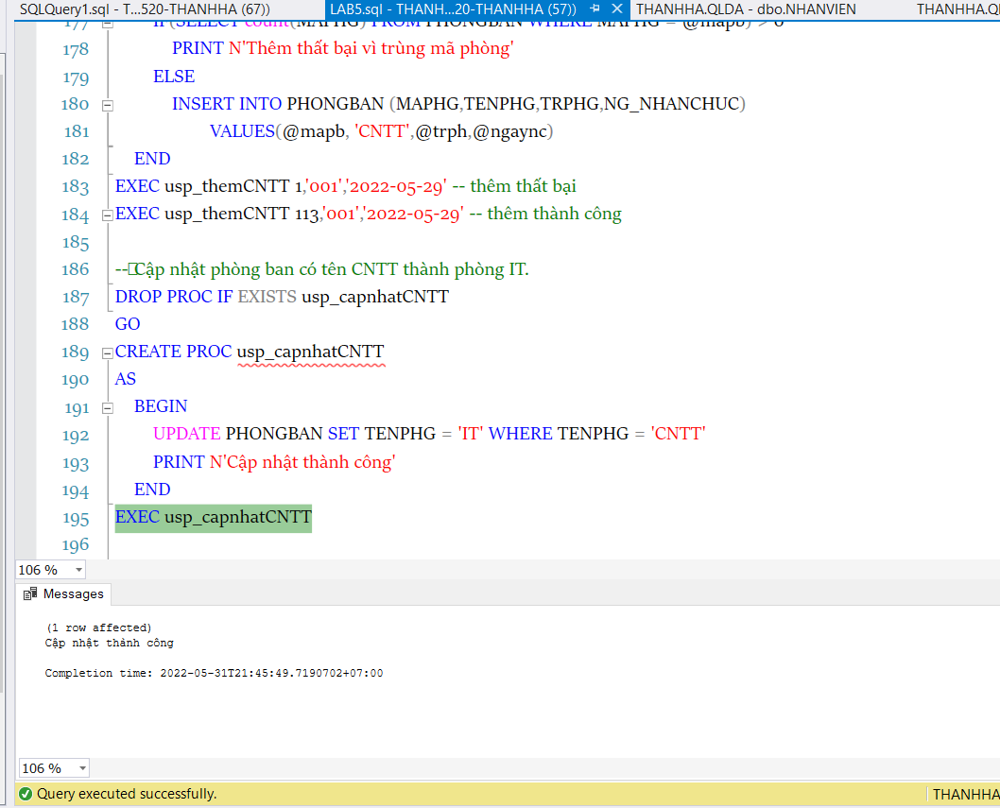 SQLQuery1.sql - T...520-THANHHA (67))
LAB5.sql - THANH...20-THANHHA (57))
THANHHA.QLDA - dbo.NHANVIEN
THANHHA.Q
177 IF (SELECT count(MAPHG) FROM PHONGBAN WHERE MAPHG = @mapb) > 0
178 PRINT N'Thêm thất bại vì trùng mã phòng'
179 ELSE
180 INSERT INTO PHONGBAN (MAPHG,TENPHG,TRPHG,NG_NHANCHUC)
181 VALUES(@mapb, 'CNTT',@trph,@ngaync)
182 END
183 EXEC usp_themCNTT 1,'001','2022-05-29' -- thêm thất bại
184 EXEC usp_themCNTT 113,'001','2022-05-29' -- thêm thành công
185
186 -- Cập nhật phòng ban có tên CNTT thành phòng IT.
187 DROP PROC IF EXISTS usp_capnhatCNTT
188 GO
189 CREATE PROC usp_capnhatCNTT
190 AS
191 BEGIN
192 UPDATE PHONGBAN SET TENPHG = 'IT' WHERE TENPHG = 'CNTT'
193 PRINT N'Cập nhật thành công'
194 END
195 EXEC usp_capnhatCNTT
196
106 %
Messages
(1 row affected)
Cập nhật thành công
Completion time: 2022-05-31T21:45:49.7190702+07:00
106 %
Query executed successfully.
THANHHA